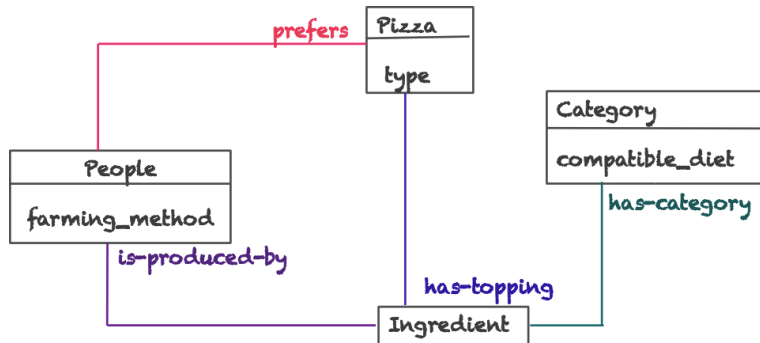 prefers
Pizza
type
Category
compatible_diet
People
farming_method
has-category
is-produced-by
has-topping
Ingredient